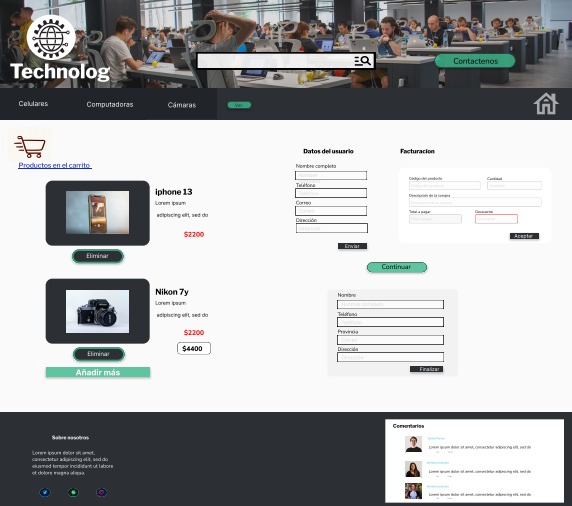 Technolog
Contactenos
Celulares
Computadoras
Cámaras
Productos en el carrito
iphone 13
Lorem ipsum
adipiscing elit, sed do
$2200
Eliminar
Nikon 7y
Lorem ipsum
adipiscing elit, sed do
$2200
$4400
Eliminar
Añadir más
Datos del usuario
Nombre completo
Teléfono
Correo
Dirección
Enviar
Facturacion
Código del producto
Cantidad
Descripción de la compra
Total a pagar
Descuento
Aceptar
Continuar
Nombre
Nombre completo
Teléfono
Provincia
Dirección
Finalizar
Sobre nosotros
Lorem ipsum dolor sit amet,
consectetur adipiscing elit, sed do
eiusmod tempor incididunt ut labore
et dolore magna aliqua.
Comentarios
Lorem ipsum dolor sit amet, consectetur adipiscing elit, sed do
Lorem ipsum dolor sit amet, consectetur adipiscing elit, sed do
Lorem ipsum dolor sit amet, consectetur adipiscing elit, sed do